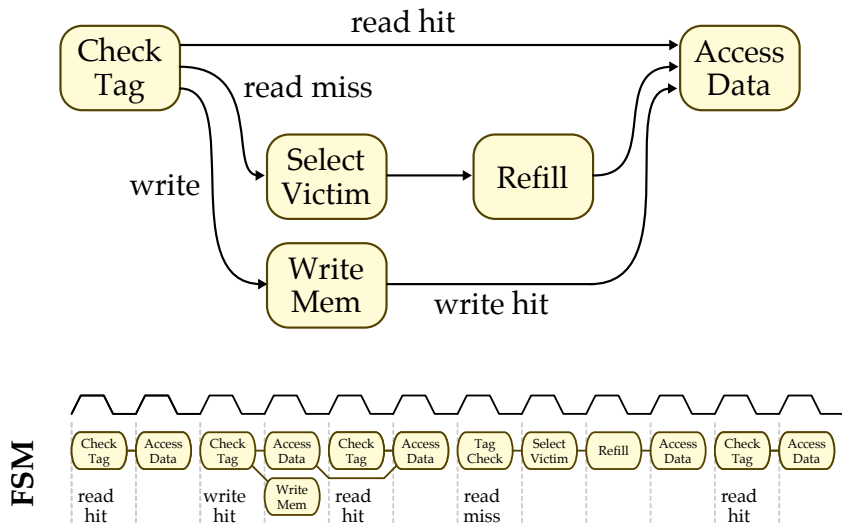 read hit
Check
Tag
Access
Data
read miss
Select
Victim
Refill
write
Write
Mem
write hit
FSM
Check
Tag
Access
Data
Check
Tag
Access
Data
Check
Tag
Access
Data
Tag
Check
Select
Victim
Refill
Access
Data
Check
Tag
Access
Data
Write
Mem
read
hit
write
hit
read
hit
read
miss
read
hit